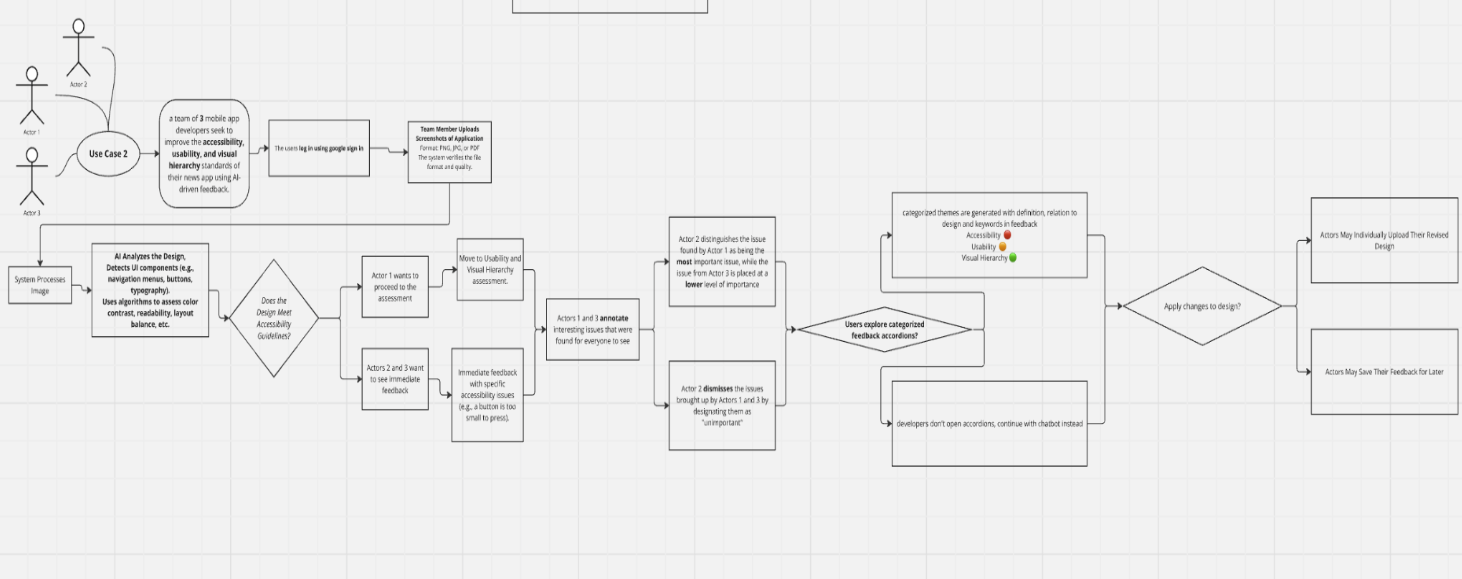 Actor 2
Actor 1
Actor 3
Use Case 2
a team of 3 mobile app
developers seek to
improve the accessibility,
usability, and visual
hierarchy standards of
their news app using AI-
driven feedback.
The users log in using google sign in
Team Member Uploads
Screenshots of Application
Format: PNG, JPG, or PDF
The system verifies the file
format and quality.
System Processes
Image
AI Analyzes the Design,
Detects UI components (e.g.,
navigation menus, buttons,
typography).
Uses algorithms to assess color
contrast, readability, layout
balance, etc.
Does the
Design Meet
Accessibility
Guidelines?
Actor 1 wants to
proceed to the
assessment
Actors 2 and 3 want
to see immediate
feedback
Move to Usability and
Visual Hierarchy
assessment.
Immediate feedback
with specific
accessibility issues
(e.g., a button is too
small to press).
Actors 1 and 3 annotate
interesting issues that were
found for everyone to see
Actor 2 distinguishes the issue
found by Actor 1 as being the
most important issue, while the
issue from Actor 3 is placed at a
lower level of importance
Actor 2 dismisses the issues
brought up by Actors 1 and 3 by
designating them as
"unimportant"
Users explore categorized
feedback accordions?
categorized themes are generated with definition, relation to
design and keywords in feedback
Accessibility 🔴
Usability 🟠
Visual Hierarchy 🟢
developers don't open accordions, continue with chatbot instead
Apply changes to design?
Actors May Individually Upload Their Revised
Design
Actors May Save Their Feedback for Later